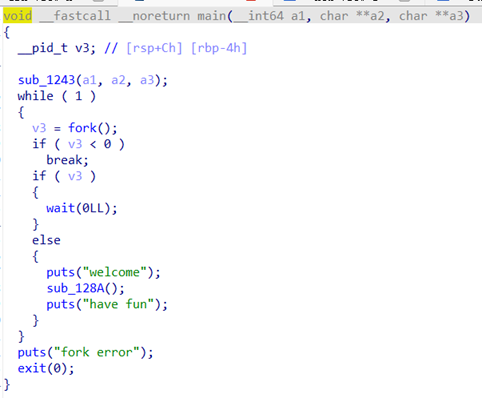 void __fastcall __noreturn main(__int64 a1, char **a2, char **a3)
{
  __pid_t v3; // [rsp+Ch] [rbp-4h]

  sub_1243(a1, a2, a3);
  while ( 1 )
  {
    v3 = fork();
    if ( v3 < 0 )
      break;
    if ( v3 )
    {
      wait(0LL);
    }
    else
    {
      puts("welcome");
      sub_128A();
      puts("have fun");
    }
  }
  puts("fork error");
  exit(0);
}